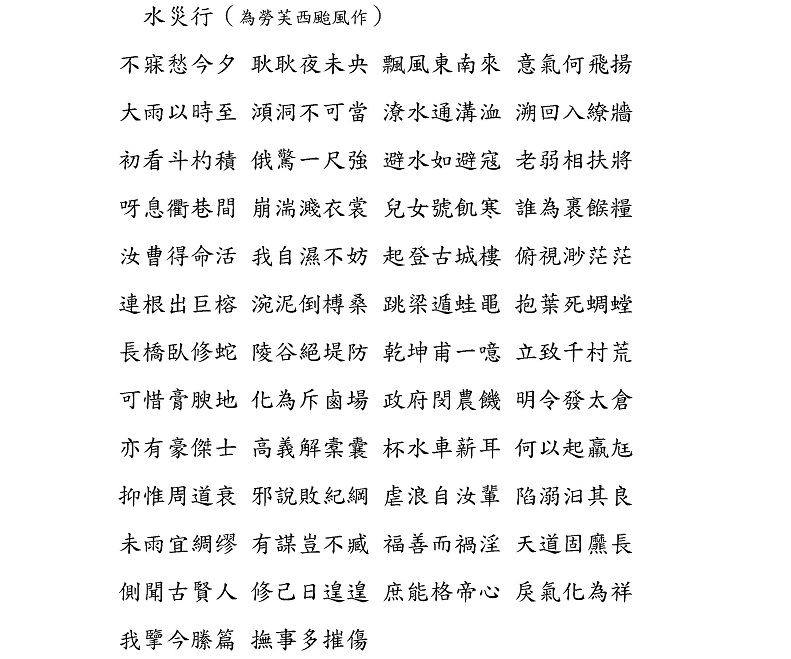 水災行（為勞芙西颱風作）
不寐愁今夕 耿耿夜未央 飄風東南來 意氣何飛揚
大雨以時至 澒洞不可當 潦水通溝洫 溯回入繚牆
初看斗杓積 俄驚一尺強 避水如避寇 老弱相扶將
呀息衢巷間 崩湍濺衣裳 兒女號飢寒 誰為裹餱糧
汝曹得命活 我自濕不妨 起登古城樓 俯視渺茫茫
連根出巨榕 涴泥倒榑桑 跳梁遁蛙黽 抱葉死蜩螳
長橋臥修蛇 陵谷絕堤防 乾坤甫一噫 立致千村荒
可惜膏腴地 化為斥鹵場 政府閔農饑 明令發太倉
亦有豪傑士 高義解橐囊 杯水車薪耳 何以起羸尪
抑惟周道衰 邪說敗紀綱 虐浪自汝輩 陷溺汩其良
未雨宜綢繆 有謀豈不臧 福善而禍淫 天道固靡長
側聞古賢人 修己日遑遑 庶能格帝心 戾氣化為祥
我擥今縢篇 撫事多摧傷